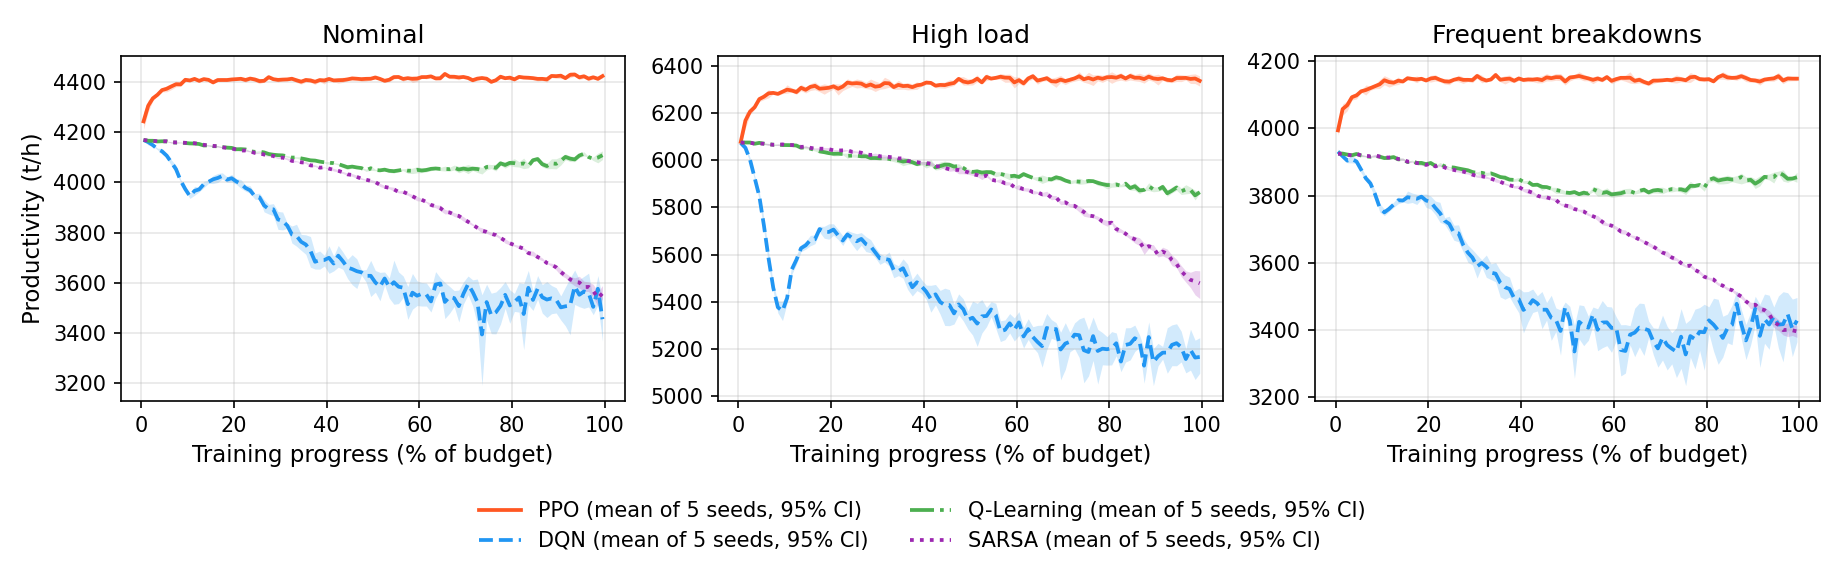 Nominal
High load
Frequent breakdowns
Productivity (t/h)
4400
4200
4000
3800
3600
3400
3200
0 20 40 60 80 100
Training progress (% of budget)
6400
6200
6000
5800
5600
5400
5200
5000
0 20 40 60 80 100
Training progress (% of budget)
4200
4000
3800
3600
3400
3200
0 20 40 60 80 100
Training progress (% of budget)
PPO (mean of 5 seeds, 95% CI)
DQN (mean of 5 seeds, 95% CI)
Q-Learning (mean of 5 seeds, 95% CI)
SARSA (mean of 5 seeds, 95% CI)